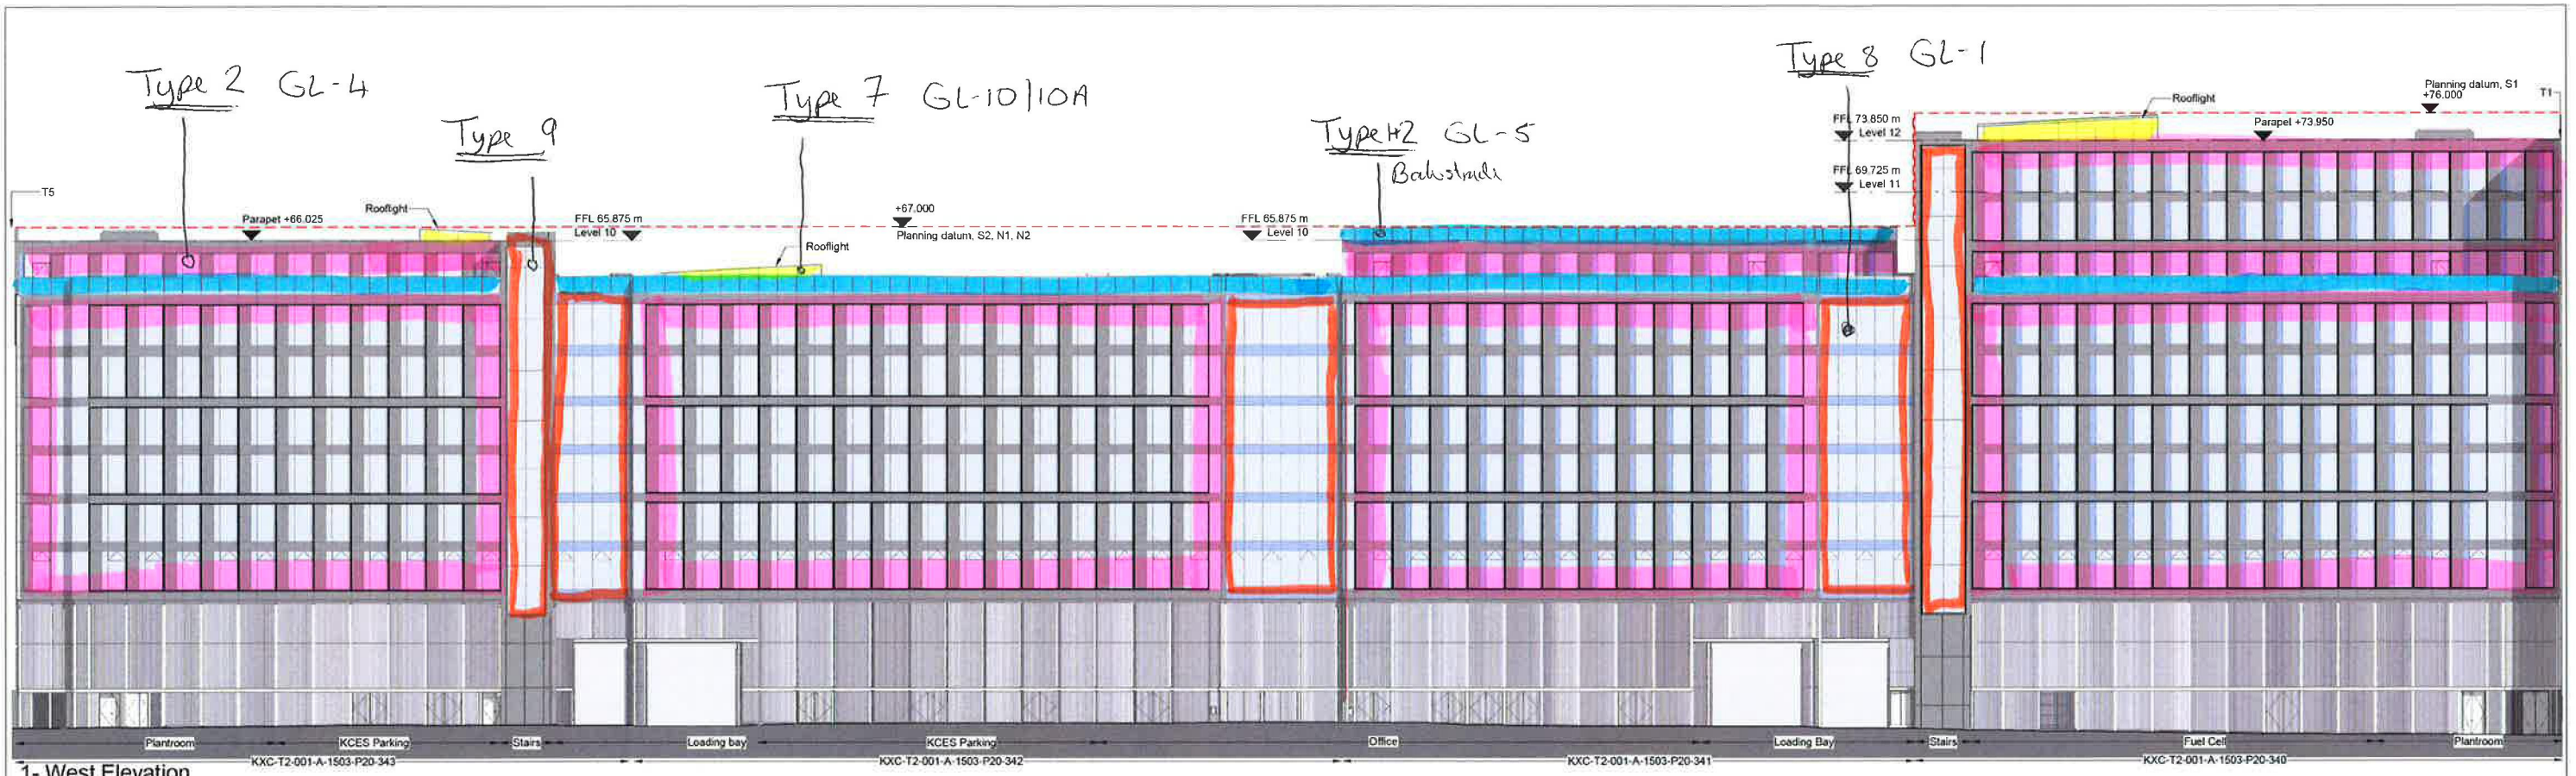 Type 8 GL-1
Type 2 GL-4
Type 7 GL-10/10A
Type 9
Type 12 GL-5
Balustrade
Planning datum, S1
+76.000
T1
Rooflight
FFL 73.850 m
Level 12
Parapet +73.950
FFL 69.725 m
Level 11
T5
Rooflight
Parapet +66.025
FFL 65.875 m
Level 10
+67.000
Planning datum, S2, N1, N2
Rooflight
FFL 65.875 m
Level 10
Plantroom
KCES Parking
Stairs
Loading bay
KCES Parking
Office
Loading Bay
Stairs
Fuel Cell
Plantroom
KXC-T2-001-A-1503-P20-343
KXC-T2-001-A-1503-P20-342
KXC-T2-001-A-1503-P20-341
KXC-T2-001-A-1503-P20-340
1- West Elevation